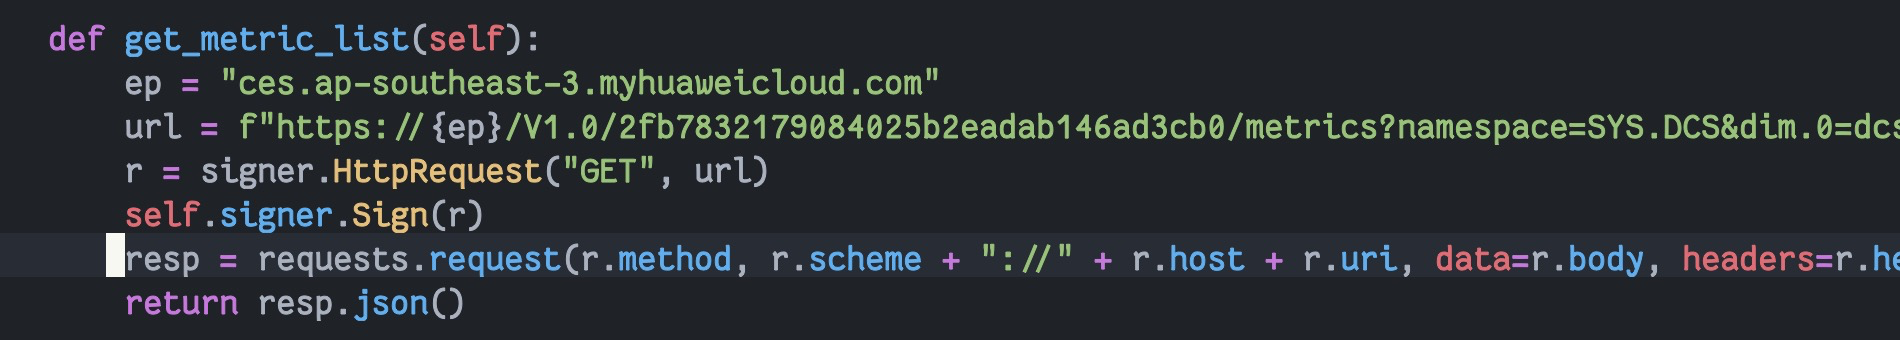 def get_metric_list(self):
ep = "ces.ap-southeast-3.myhuaweicloud.com"
url = f"https://{ep}/V1.0/2fb7832179084025b2eadab146ad3cb0/metrics?namespace=SYS.DCS&dim.0=dcs
r = signer.HttpRequest("GET", url)
self.signer.Sign(r)
resp = requests.request(r.method, r.scheme + "://" + r.host + r.uri, data=r.body, headers=r.he
return resp.json()